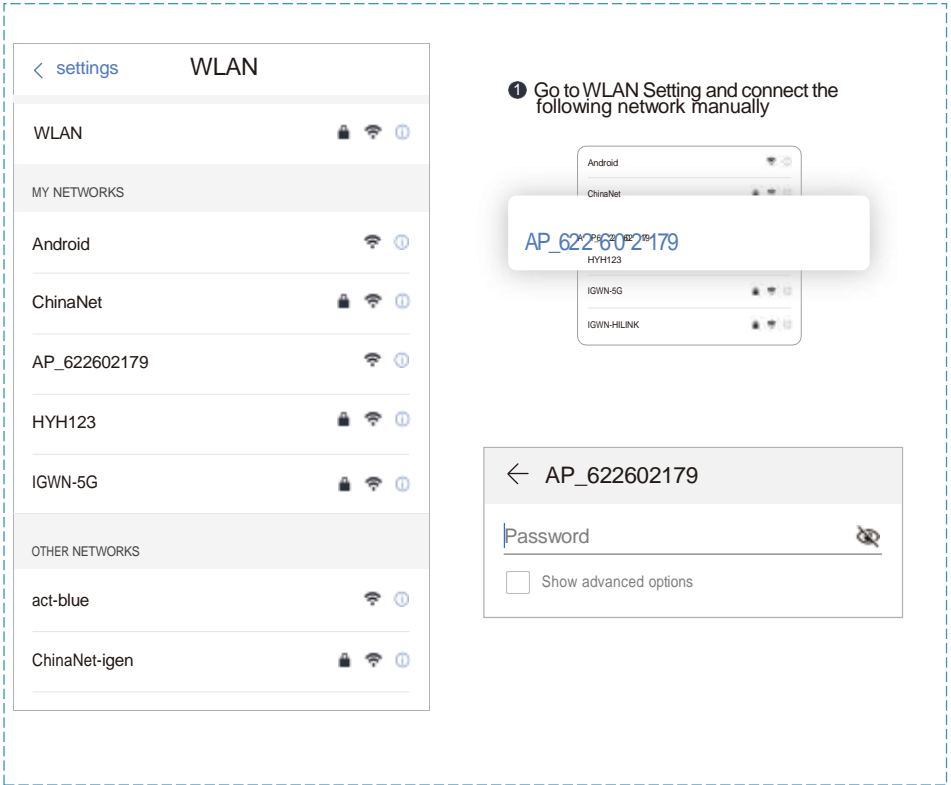 settings WLAN
WLAN
MY NETWORKS
Android
ChinaNet
AP_622602179
HYH123
IGWN-5G
OTHER NETWORKS
act-blue
ChinaNet-igen
1 Go to WLAN Setting and connect the
following network manually
Android
ChinaNet
AP_622602179
HYH123
IGWN-5G
IGWN-HILINK
AP_622602179
Password
Show advanced options